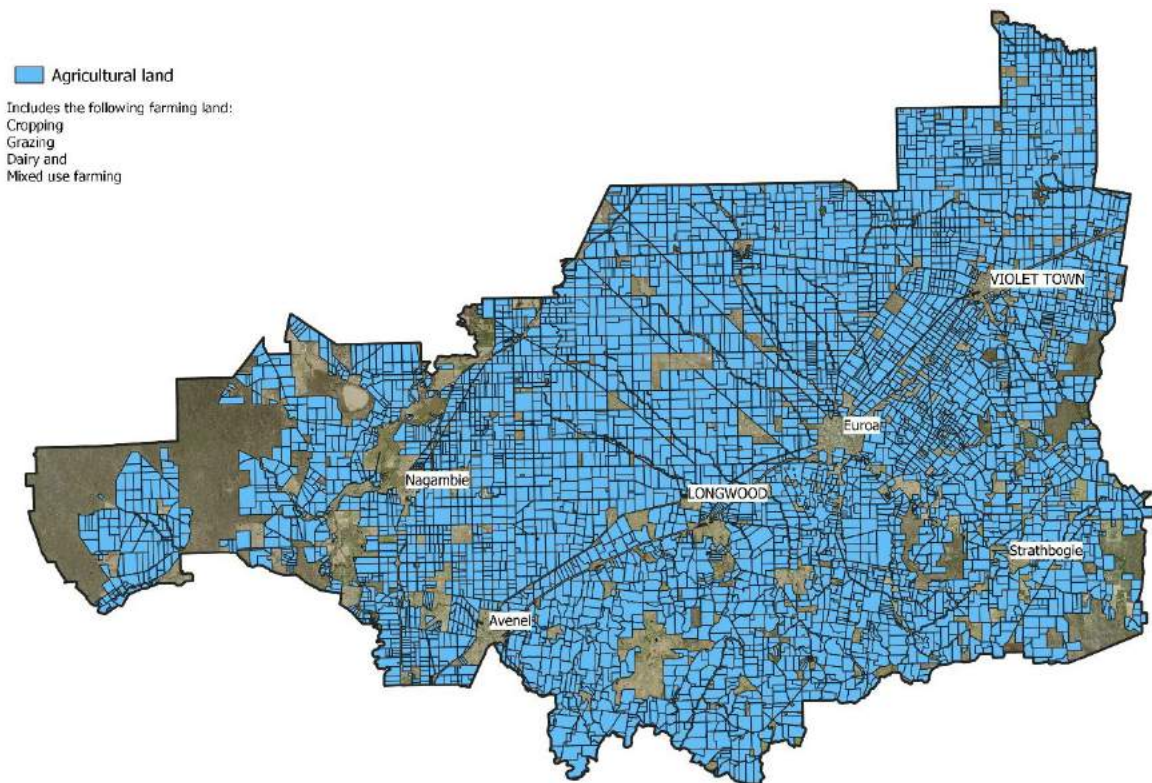 Agricultural land
Includes the following farming land:
Cropping
Grazing
Dairy and
Mixed use farming
VIOLET TOWN
Euroa
Nagambie
LONGWOOD
Strathbogie
Avenel